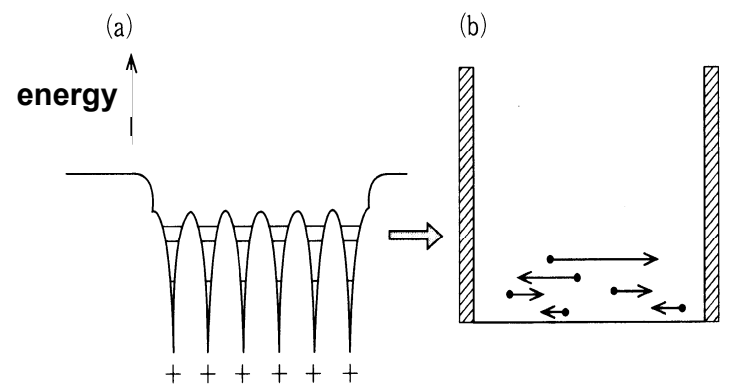 (a)
(b)
energy
+ + + + + +